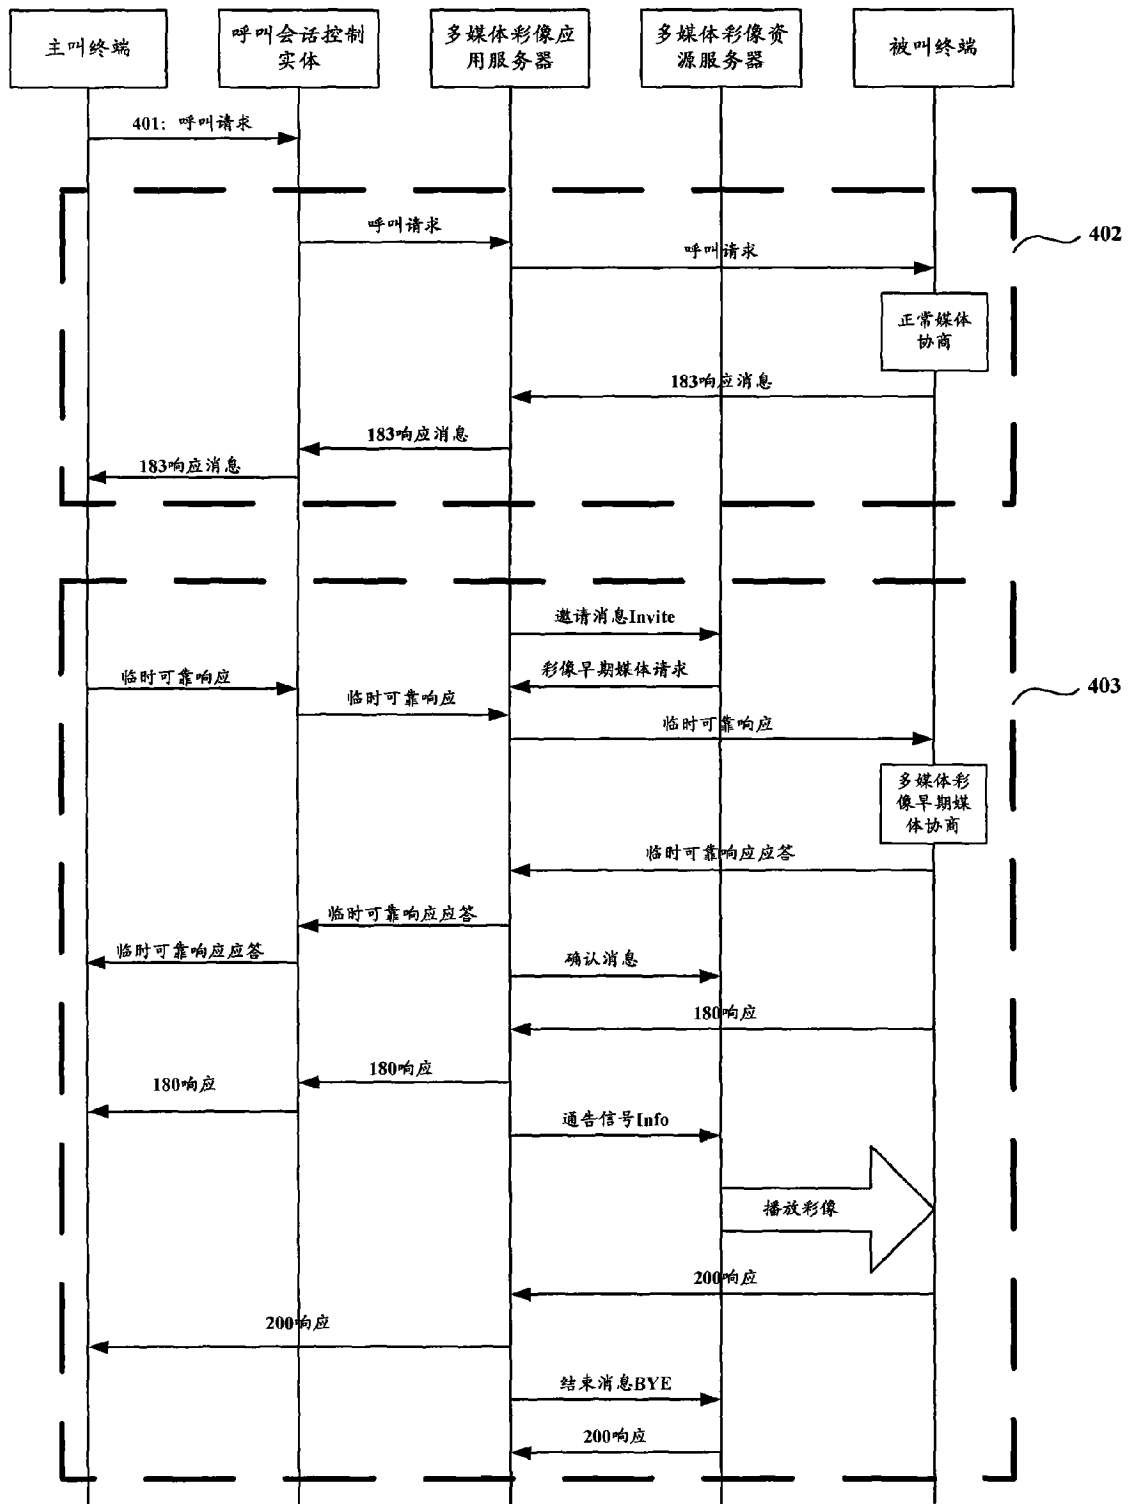 主叫终端
呼叫会话控制
实体
多媒体彩像应
用服务器
多媒体彩像资
源服务器
被叫终端
401：呼叫请求
呼叫请求
402
呼叫请求
正常媒体
协商
183响应消息
183响应消息
183响应消息
邀请消息Invite
彩像早期媒体请求
临时可靠响应
403
临时可靠响应
临时可靠响应
多媒体彩
像早期媒
体协商
临时可靠响应应答
临时可靠响应应答
临时可靠响应应答
确认消息
180响应
180响应
180响应
通告信号Info
播放彩像
200响应
200响应
结束消息BYE
200响应